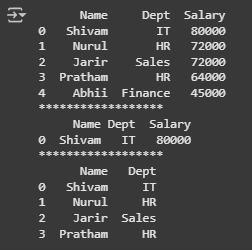 Name Dept Salary
0 Shivam IT 80000
1 Nurul HR 72000
2 Jarir Sales 72000
3 Pratham HR 64000
4 Abhii Finance 45000
******************
Name Dept Salary
0 Shivam IT 80000
******************
Name Dept
0 Shivam IT
1 Nurul HR
2 Jarir Sales
3 Pratham HR